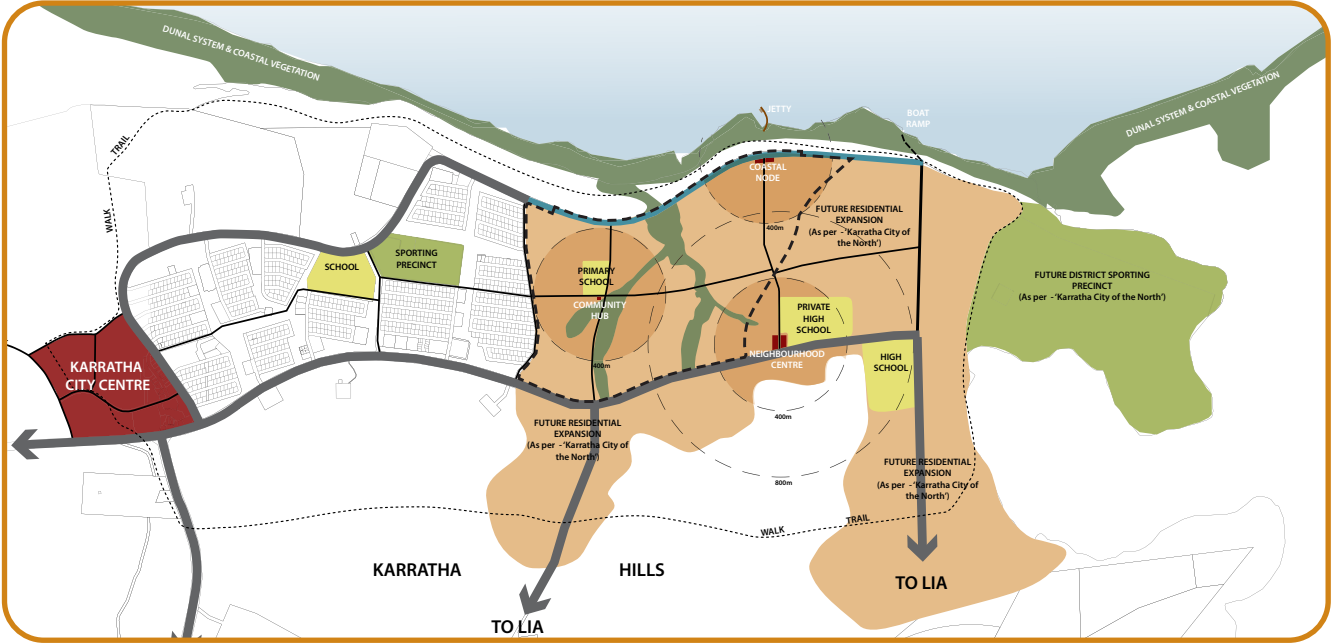 DUNAL SYSTEM & COASTAL VEGETATION
DUNAL SYSTEM & COASTAL VEGETATION
JETTY
BOAT
RAMP
TRAIL
WALK
COASTAL
NODE
400m
FUTURE RESIDENTIAL
EXPANSION
(As per - 'Karratha City of
the North')
SCHOOL
SPORTING
PRECINCT
PRIMARY
SCHOOL
COMMUNITY
HUB
400m
PRIVATE
HIGH
SCHOOL
NEIGHBOURHOOD
CENTRE
HIGH
SCHOOL
400m
800m
FUTURE DISTRICT SPORTING
PRECINCT
(As per - 'Karratha City of the North')
KARRATHA
CITY CENTRE
FUTURE RESIDENTIAL
EXPANSION
(As per - 'Karratha City of
the North')
FUTURE RESIDENTIAL
EXPANSION
(As per - 'Karratha City of
the North')
WALK
TRAIL
KARRATHA
HILLS
TO LIA
TO LIA